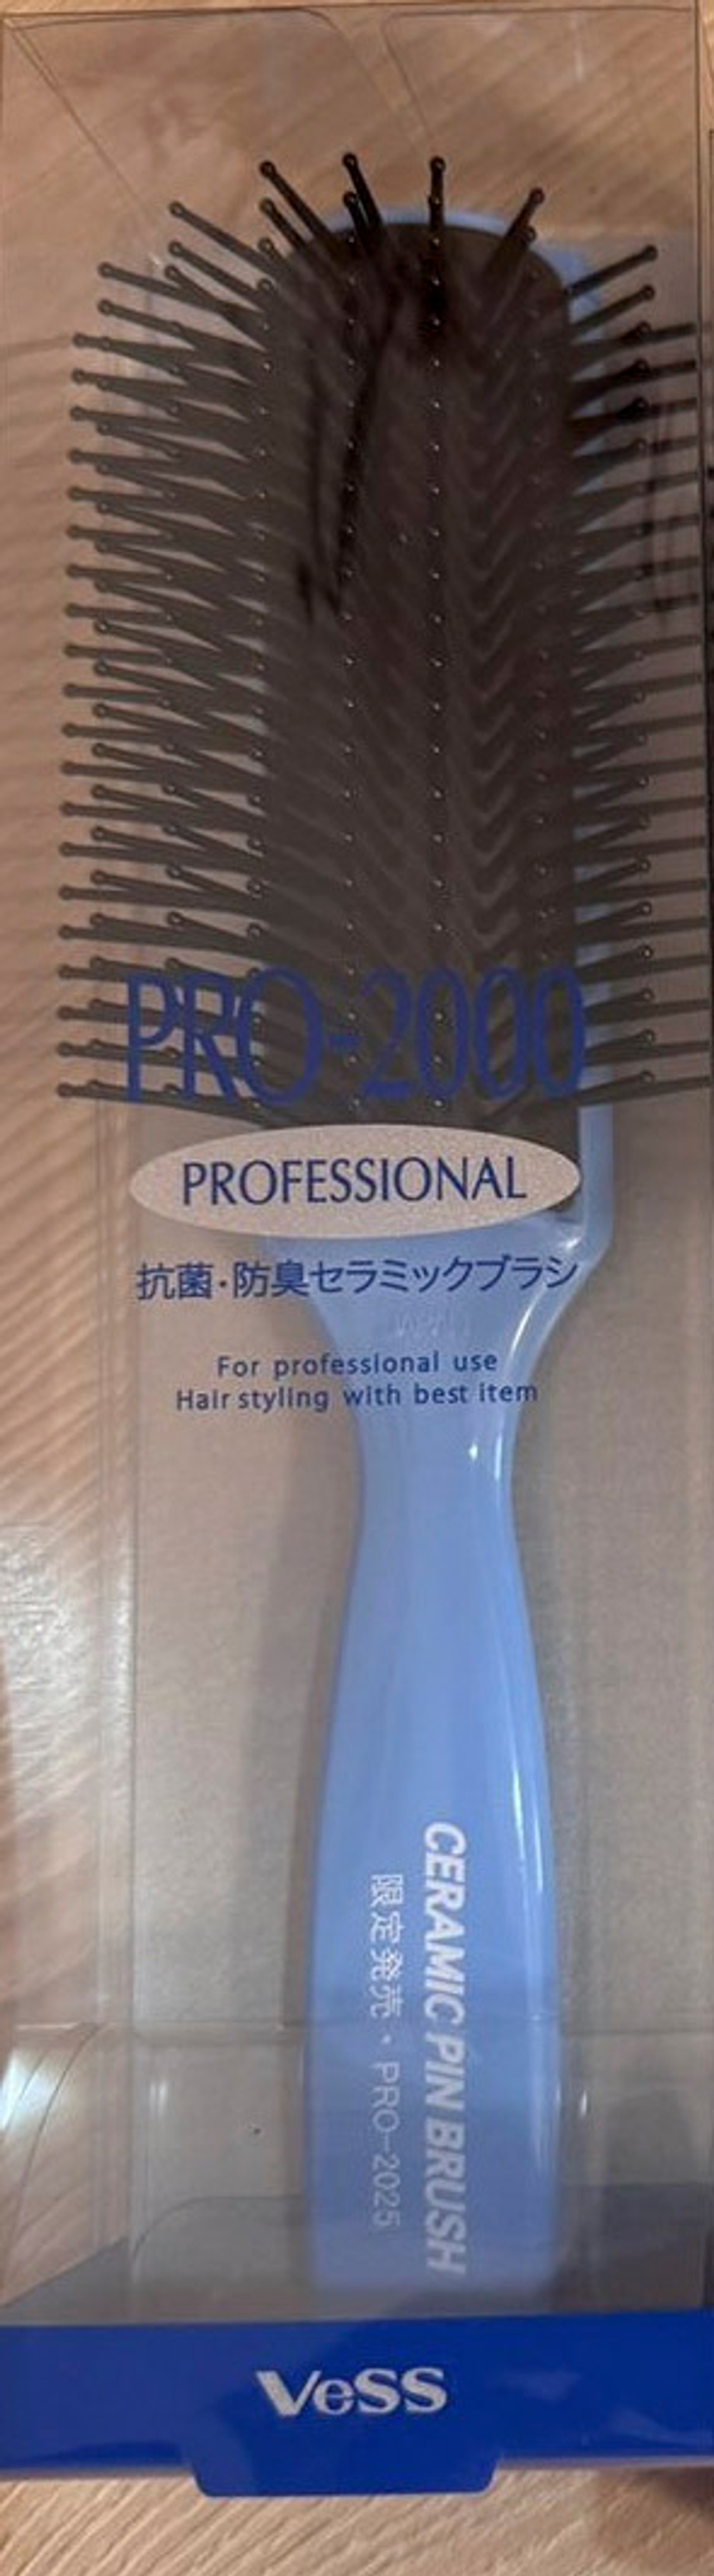 PRO-2000
PROFESSIONAL
抗菌・防臭セラミックブラシ
For professional use
Hair styling with best item
CERAMIC PIN BRUSH
限定発売・PRO-2025
VeSS